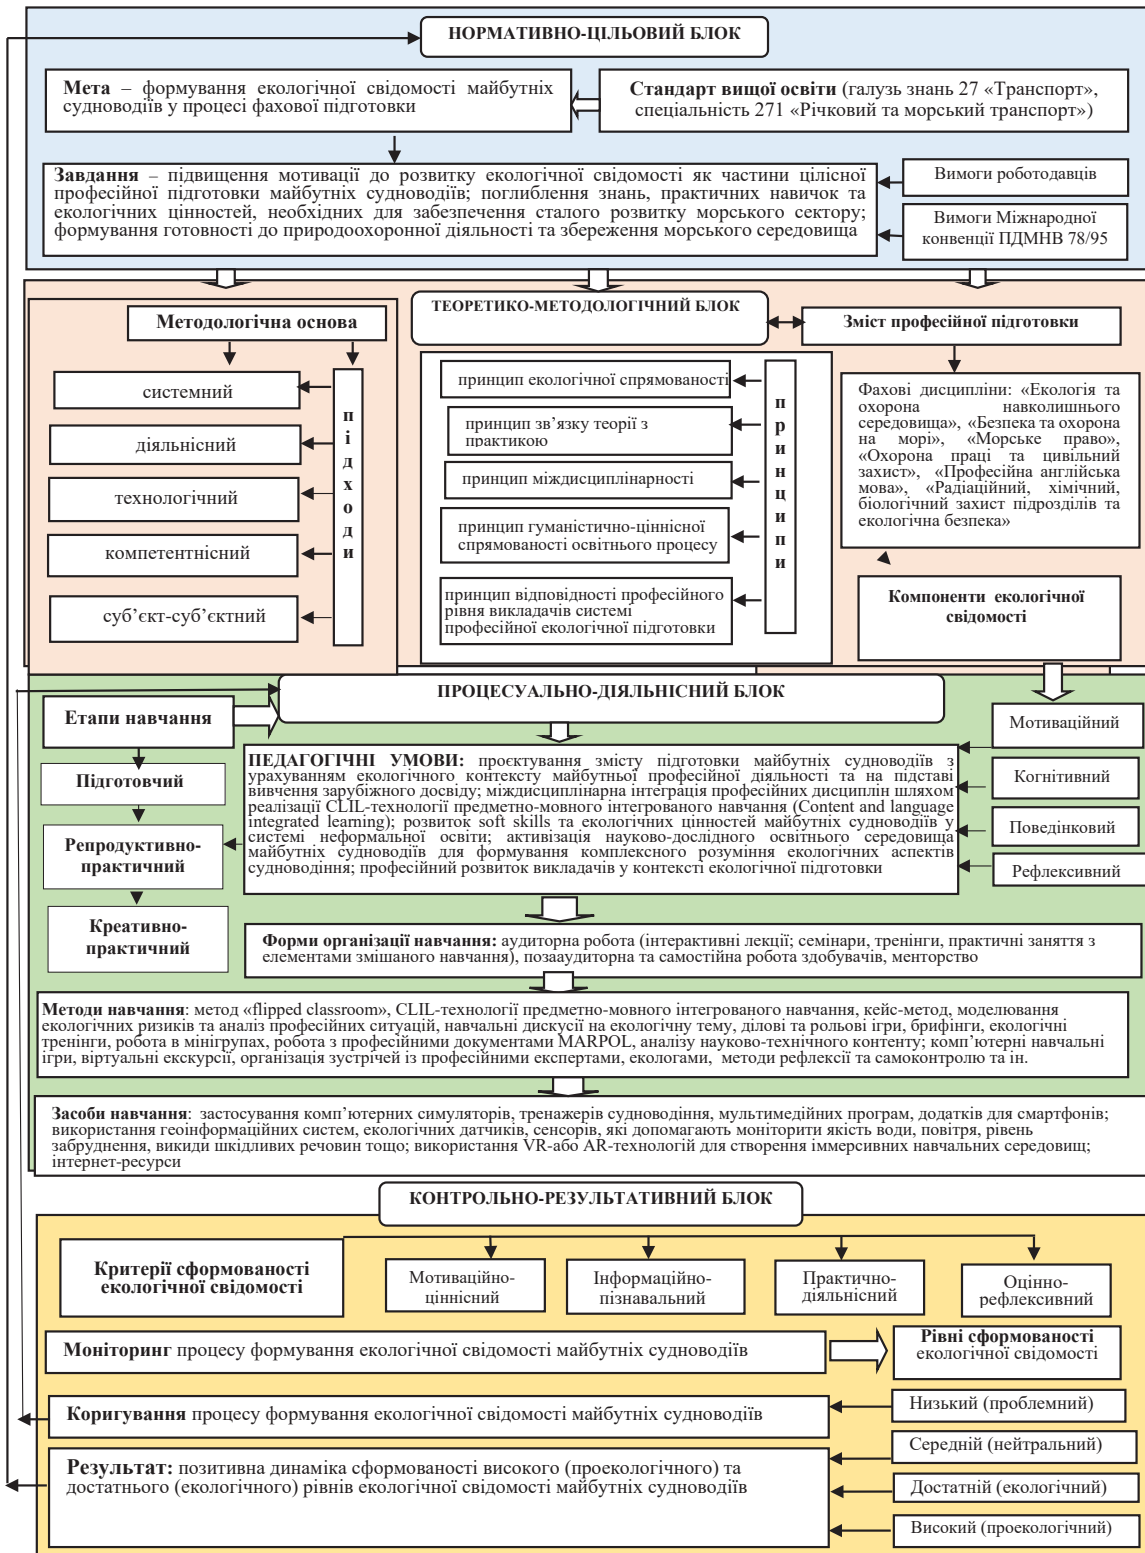 НОРМАТИВНО-ЦІЛЬОВИЙ БЛОК
Мета – формування екологічної свідомості майбутніх
судноводіїв у процесі фахової підготовки
Стандарт вищої освіти (галузь знань 27 «Транспорт»,
спеціальність 271 «Річковий та морський транспорт»)
Завдання – підвищення мотивації до розвитку екологічної свідомості як частини цілісної
професійної підготовки майбутніх судноводіїв; поглиблення знань, практичних навичок та
екологічних цінностей, необхідних для забезпечення сталого розвитку морського сектору;
формування готовності до природоохоронної діяльності та збереження морського середовища
Вимоги роботодавців
Вимоги Міжнародної
конвенції ПДМНВ 78/95
ТЕОРЕТИКО-МЕТОДОЛОГІЧНИЙ БЛОК
Методологічна основа
системний
діяльнісний
технологічний
компетентнісний
суб’єкт-суб’єктний
підходи
принцип екологічної спрямованості
принцип зв’язку теорії з
практикою
принцип міждисциплінарності
принцип гуманістично-ціннісної
спрямованості освітнього процесу
принцип відповідності професійного
рівня викладачів системі
професійної екологічної підготовки
принципи
Зміст професійної підготовки
Фахові дисципліни: «Екологія та
охорона навколишнього
середовища», «Безпека та охорона
на морі», «Морське право»,
«Охорона праці та цивільний
захист», «Професійна англійська
мова», «Радіаційний, хімічний,
біологічний захист підрозділів та
екологічна безпека»
Компоненти екологічної
свідомості
ПРОЦЕСУАЛЬНО-ДІЯЛЬНІСНИЙ БЛОК
Етапи навчання
Підготовчий
Репродуктивно-
практичний
Креативно-
практичний
ПЕДАГОГІЧНІ УМОВИ: проєктування змісту підготовки майбутніх судноводіїв з
урахуванням екологічного контексту майбутньої професійної діяльності та на підставі
вивчення зарубіжного досвіду; міждисциплінарна інтеграція професійних дисциплін шляхом
реалізації CLIL-технології предметно-мовного інтегрованого навчання (Content and language
integrated learning); розвиток soft skills та екологічних цінностей майбутніх судноводіїв у
системі неформальної освіти; активізація науково-дослідного освітнього середовища
майбутніх судноводіїв для формування комплексного розуміння екологічних аспектів
судноводіння; професійний розвиток викладачів у контексті екологічної підготовки
Мотиваційний
Когнітивний
Поведінковий
Рефлексивний
Форми організації навчання: аудиторна робота (інтерактивні лекції; семінари, тренінги, практичні заняття з
елементами змішаного навчання), позааудиторна та самостійна робота здобувачів, менторство
Методи навчання: метод «flipped classroom», CLIL-технології предметно-мовного інтегрованого навчання, кейс-метод, моделювання
екологічних ризиків та аналіз професійних ситуацій, навчальні дискусії на екологічну тему, ділові та рольові ігри, брифінги, екологічні
тренінги, робота в мінігрупах, робота з професійними документами MARPOL, аналізу науково-технічного контенту; комп’ютерні навчальні
ігри, віртуальні екскурсії, організація зустрічей із професійними експертами, екологами, методи рефлексії та самоконтролю та ін.
Засоби навчання: застосування комп’ютерних симуляторів, тренажерів судноводіння, мультимедійних програм, додатків для смартфонів;
використання геоінформаційних систем, екологічних датчиків, сенсорів, які допомагають моніторити якість води, повітря, рівень
забруднення, викиди шкідливих речовин тощо; використання VR-або AR-технологій для створення іммерсивних навчальних середовищ;
інтернет-ресурси
КОНТРОЛЬНО-РЕЗУЛЬТАТИВНИЙ БЛОК
Критерії сформованості
екологічної свідомості
Мотиваційно-
ціннісний
Інформаційно-
пізнавальний
Практично-
діяльнісний
Оцінно-
рефлексивний
Моніторинг процесу формування екологічної свідомості майбутніх судноводіїв
Рівні сформованості
екологічної свідомості
Коригування процесу формування екологічної свідомості майбутніх судноводіїв
Результат: позитивна динаміка сформованості високого (проекологічного) та
достатнього (екологічного) рівнів екологічної свідомості майбутніх судноводіїв
Низький (проблемний)
Середній (нейтральний)
Достатній (екологічний)
Високий (проекологічний)